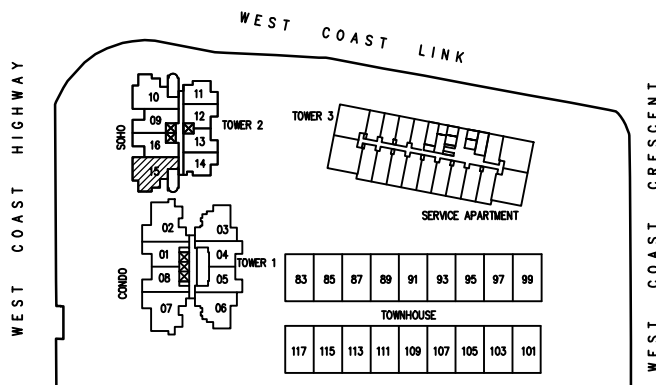 WEST COAST LINK
WEST COAST HIGHWAY
WEST COAST CRESCENT
10
11
09
12
TOWER 2
SOHO
16
13
15
14
TOWER 3
SERVICE APARTMENT
02
03
01
04
TOWER 1
CONDO
08
05
07
06
83 85 87 89 91 93 95 97 99
TOWNHOUSE
117 115 113 111 109 107 105 103 101